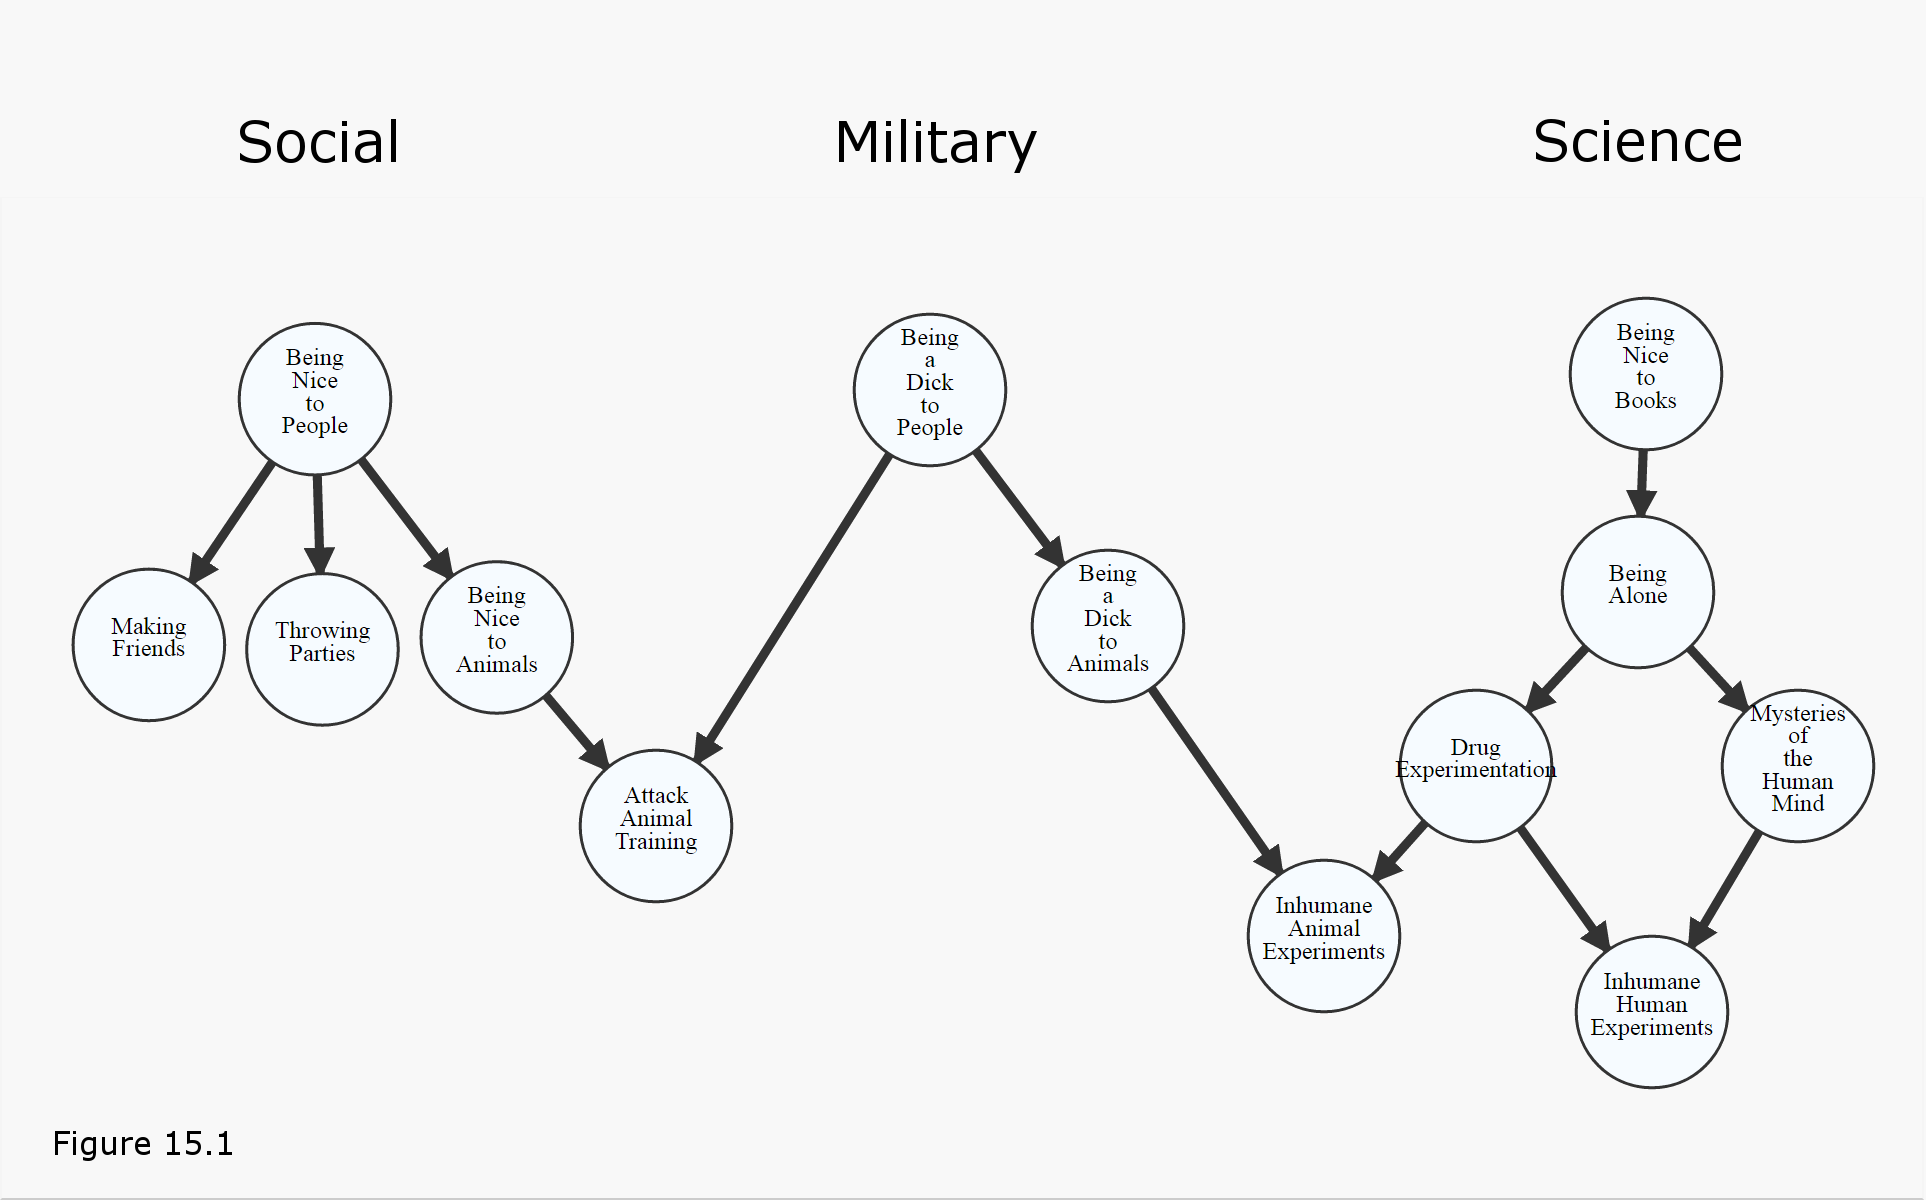 Social
Military
Science
Being
Nice
to
People
Being
a
Dick
to
People
Being
Nice
to
Books
Making
Friends
Throwing
Parties
Being
Nice
to
Animals
Being
a
Dick
to
Animals
Being
Alone
Attack
Animal
Training
Drug
Experimentation
Mysteries
of
the
Human
Mind
Inhumane
Animal
Experiments
Inhumane
Human
Experiments
Figure 15.1